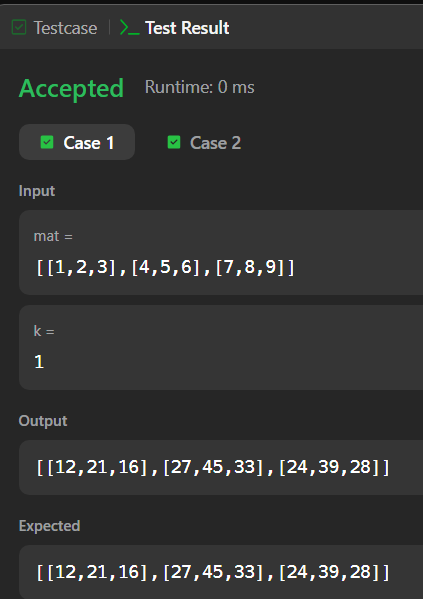 Testcase
Test Result
Accepted Runtime: 0 ms
Case 1 Case 2
Input
mat =
[[1,2,3],[4,5,6],[7,8,9]]
k =
1
Output
[[12,21,16],[27,45,33],[24,39,28]]
Expected
[[12,21,16],[27,45,33],[24,39,28]]